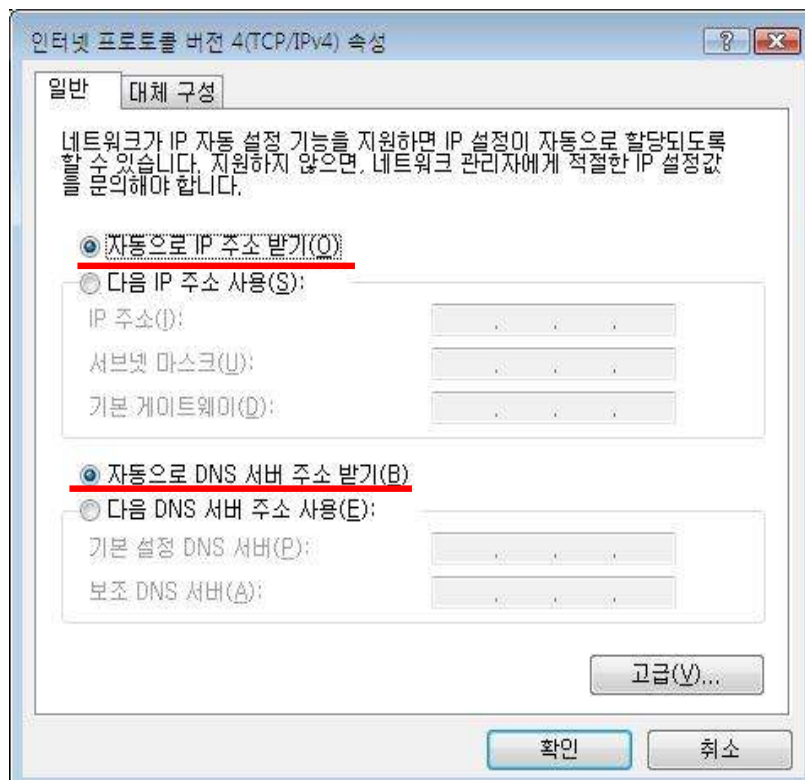 인터넷 프로토콜 버전 4(TCP/IPv4) 속성
일반
대체 구성
네트워크가 IP 자동 설정 기능을 지원하면 IP 설정이 자동으로 할당되도록
할 수 있습니다. 지원하지 않으면, 네트워크 관리자에게 적절한 IP 설정값
을 문의해야 합니다.
자동으로 IP 주소 받기(O)
다음 IP 주소 사용(S):
IP 주소(I):
서브넷 마스크(U):
기본 게이트웨이(D):
자동으로 DNS 서버 주소 받기(B)
다음 DNS 서버 주소 사용(E):
기본 설정 DNS 서버(P):
보조 DNS 서버(A):
고급(V)...
확인
취소